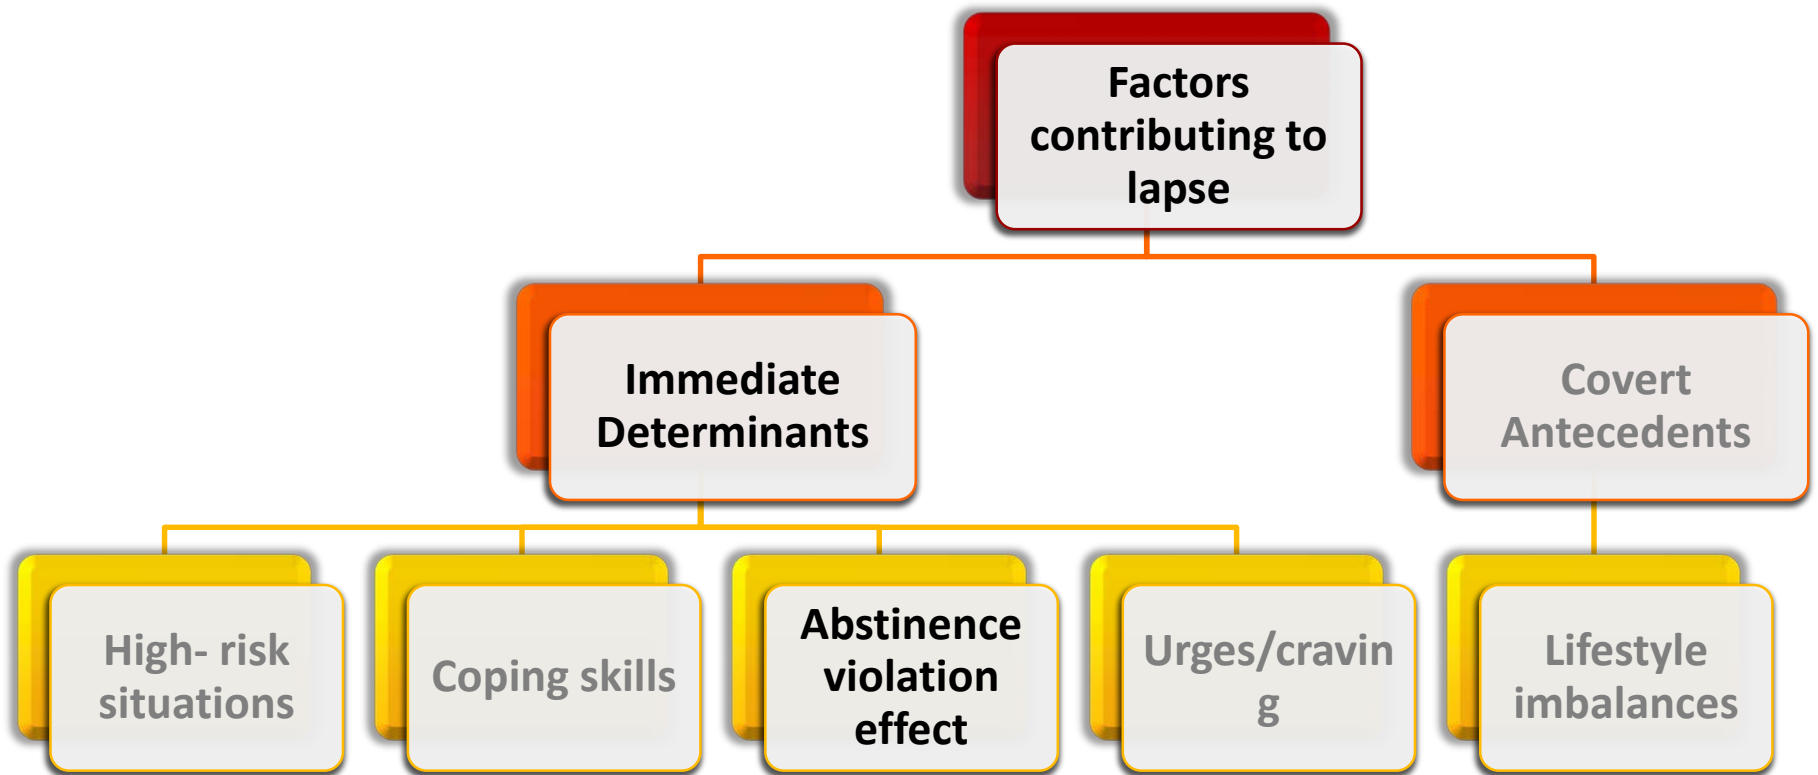 Factors
contributing to
lapse
Immediate
Determinants
Covert
Antecedents
High- risk
situations
Coping skills
Abstinence
violation
effect
Urges/cravin
g
Lifestyle
imbalances